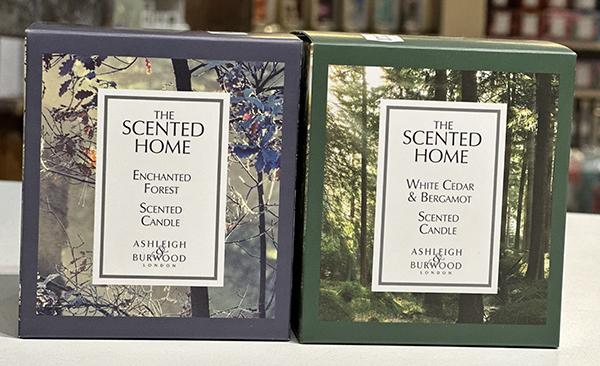 THE
SCENTED
HOME
ENCHANTED
FOREST
SCENTED
CANDLE
ASHLEIGH
&
BURWOOD
LONDON
THE
SCENTED
HOME
WHITE CEDAR
& BERGAMOT
SCENTED
CANDLE
ASHLEIGH
&
BURWOOD
LONDON